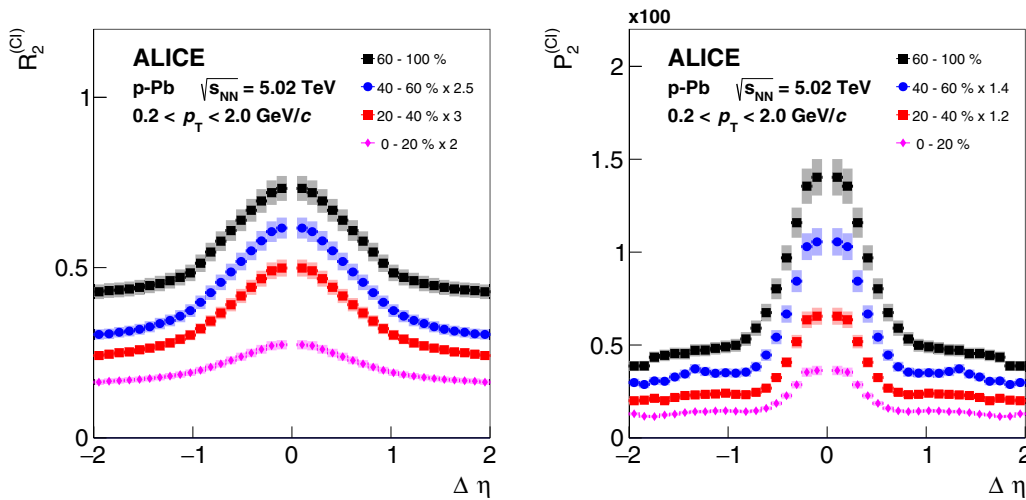 R₂^(CI)
ALICE
p-Pb √s_NN = 5.02 TeV
0.2 < p_T < 2.0 GeV/c
60 - 100 %
40 - 60 % x 2.5
20 - 40 % x 3
0 - 20 % x 2
1
0.5
0
−2 −1 0 1 2
Δ η
x100
P₂^(CI)
ALICE
p-Pb √s_NN = 5.02 TeV
0.2 < p_T < 2.0 GeV/c
60 - 100 %
40 - 60 % x 1.4
20 - 40 % x 1.2
0 - 20 %
2
1.5
1
0.5
0
−2 −1 0 1 2
Δ η